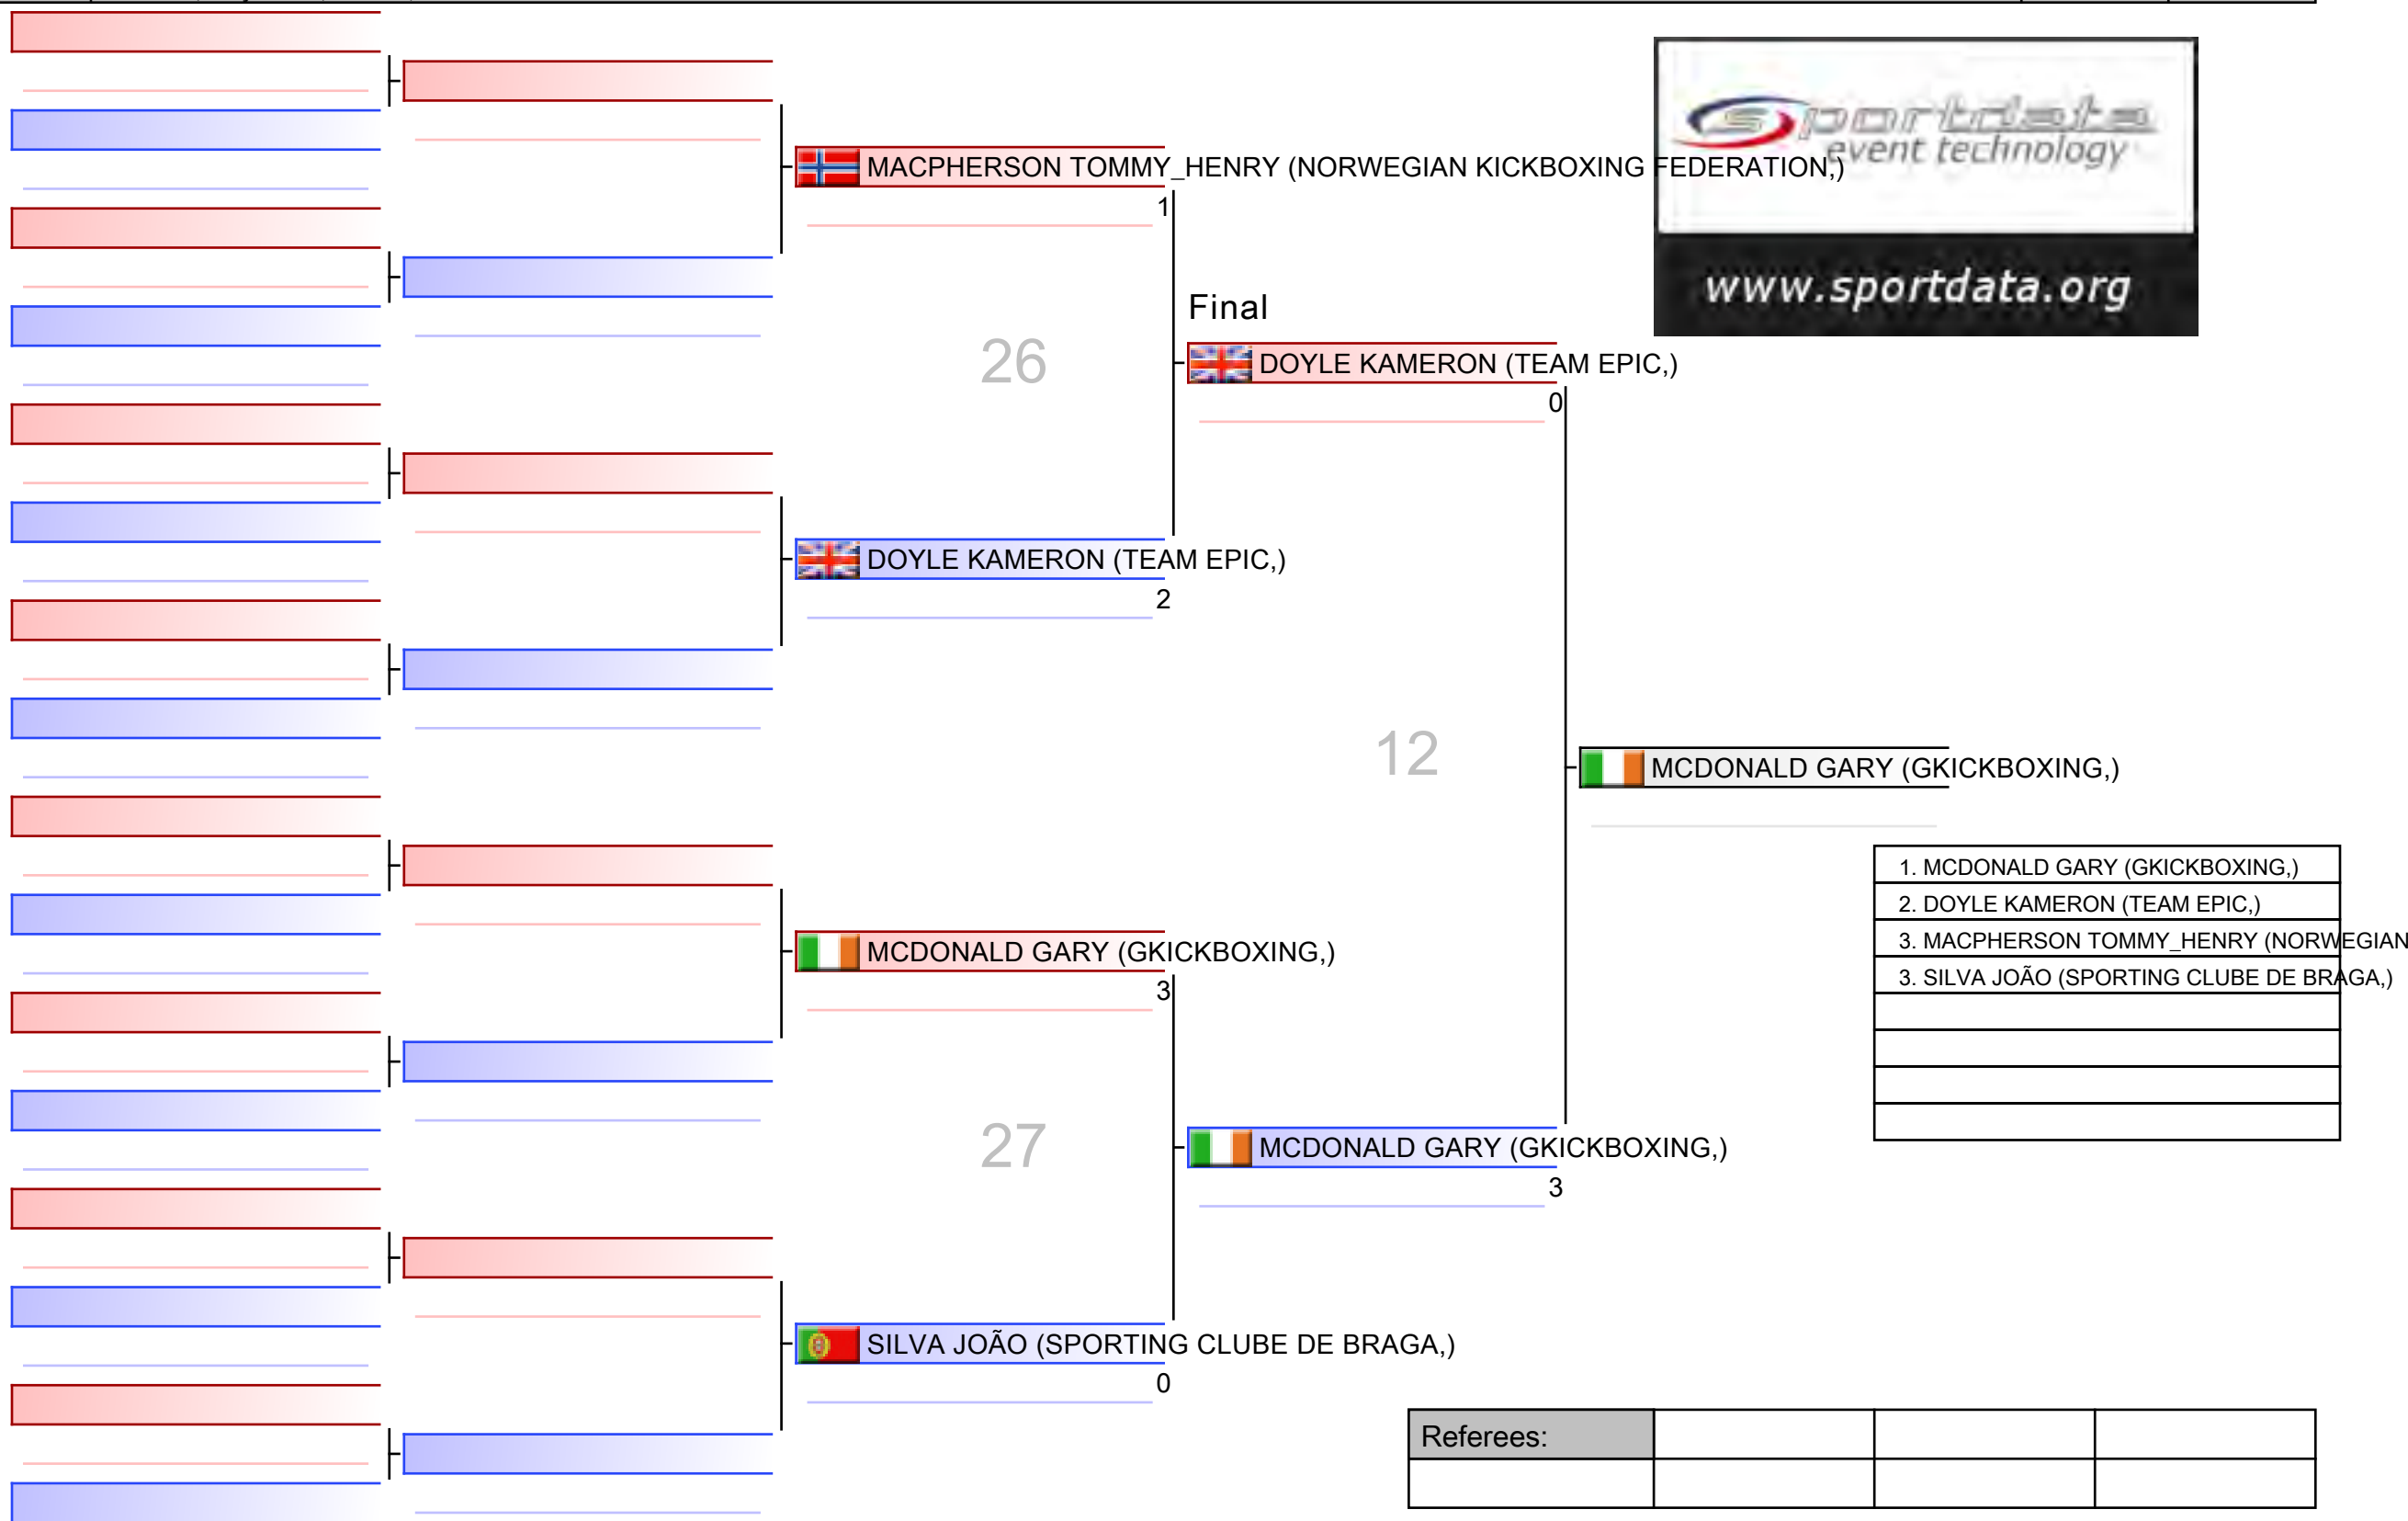 sportdata
event technology
www.sportdata.org
MACPHERSON TOMMY_HENRY (NORWEGIAN KICKBOXING FEDERATION,)
1
Final
26
DOYLE KAMERON (TEAM EPIC,)
0
DOYLE KAMERON (TEAM EPIC,)
2
12
MCDONALD GARY (GKICKBOXING,)
1. MCDONALD GARY (GKICKBOXING,)
2. DOYLE KAMERON (TEAM EPIC,)
3. MACPHERSON TOMMY_HENRY (NORWEGIAN
3. SILVA JOÃO (SPORTING CLUBE DE BRAGA,)
MCDONALD GARY (GKICKBOXING,)
3
27
MCDONALD GARY (GKICKBOXING,)
3
SILVA JOÃO (SPORTING CLUBE DE BRAGA,)
0
Referees: